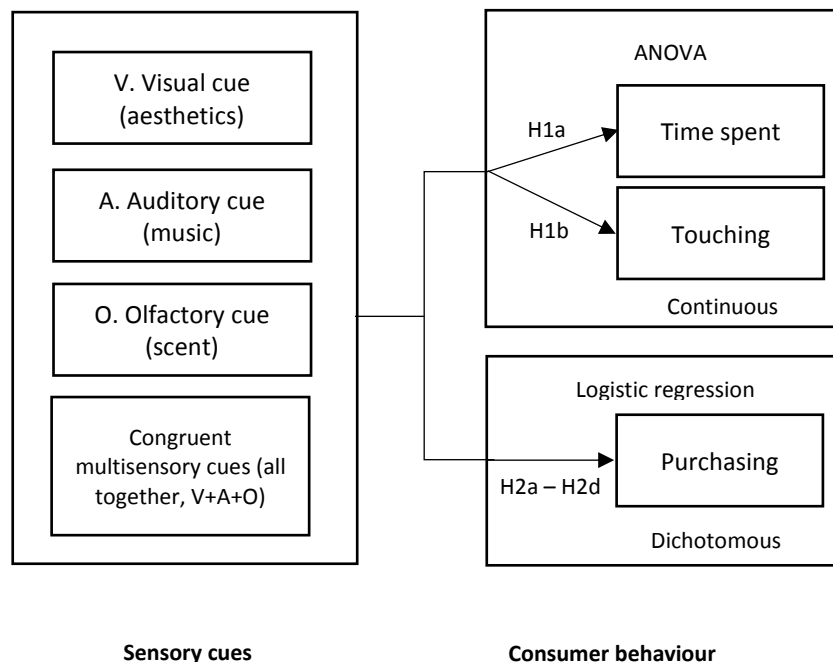 V. Visual cue
(aesthetics)
A. Auditory cue
(music)
O. Olfactory cue
(scent)
Congruent
multisensory cues (all
together, V+A+O)
ANOVA
H1a
Time spent
H1b
Touching
Continuous
Logistic regression
Purchasing
H2a – H2d
Dichotomous
Sensory cues
Consumer behaviour